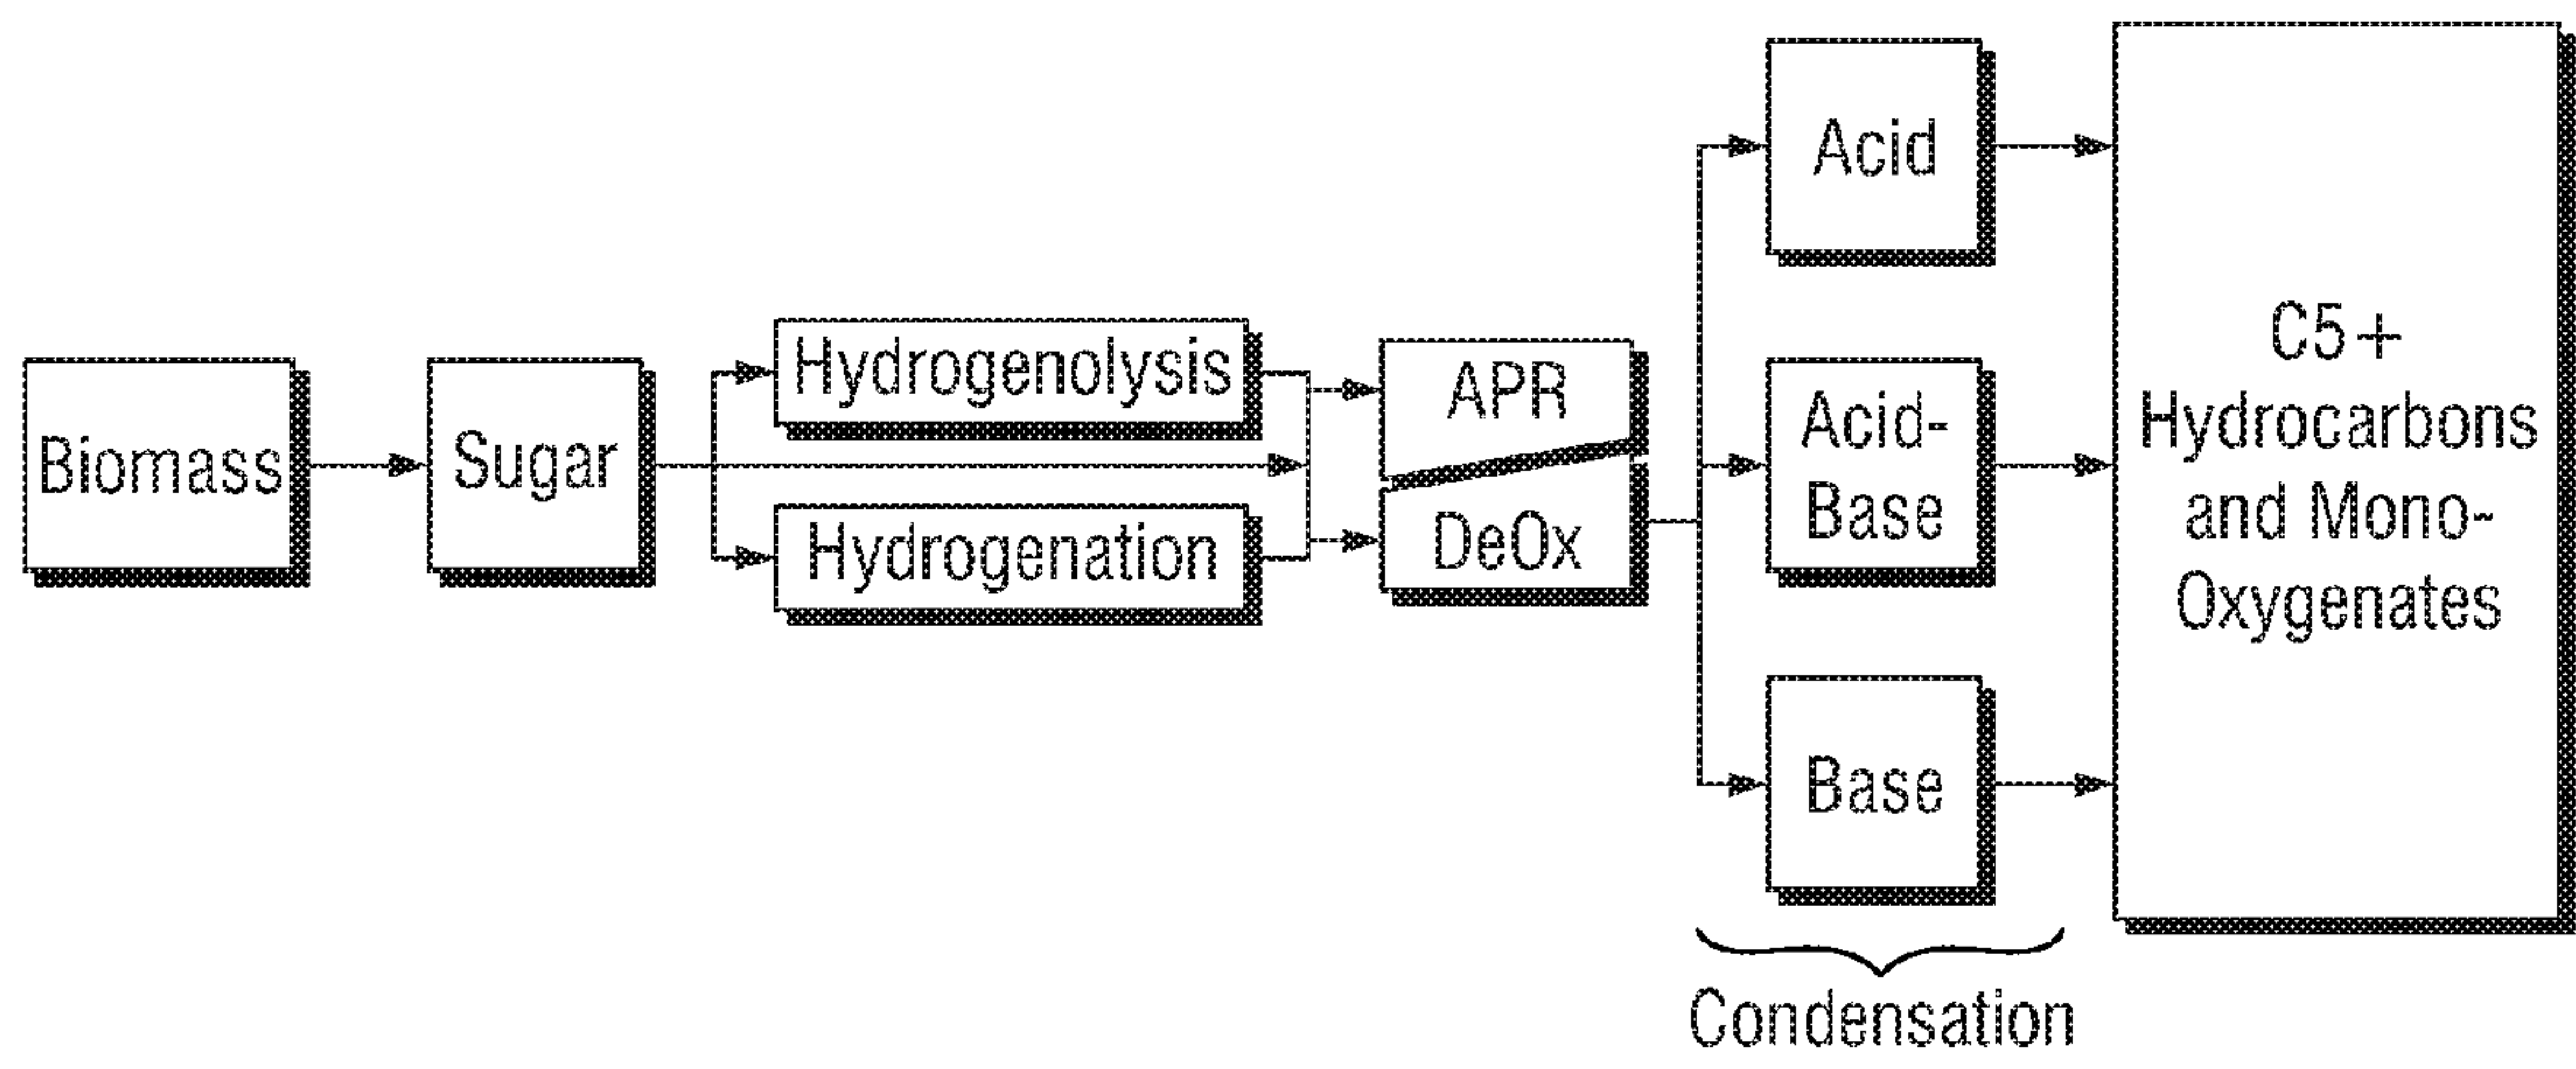 Biomass
Sugar
Hydrogenolysis
Hydrogenation
APR
DeOx
Acid
Acid-
Base
Base
Condensation
C5+
Hydrocarbons
and Mono-
Oxygenates